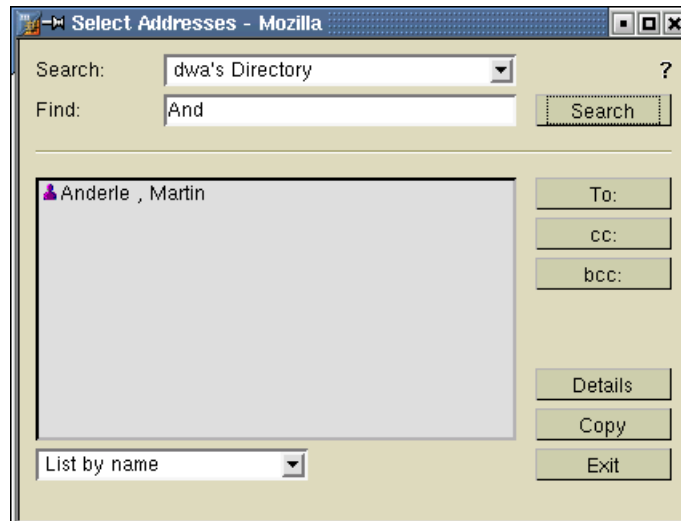 Select Addresses - Mozilla
Search: dwa's Directory ?
Find: And Search
Anderle , Martin
To:
cc:
bcc:
Details
Copy
List by name Exit